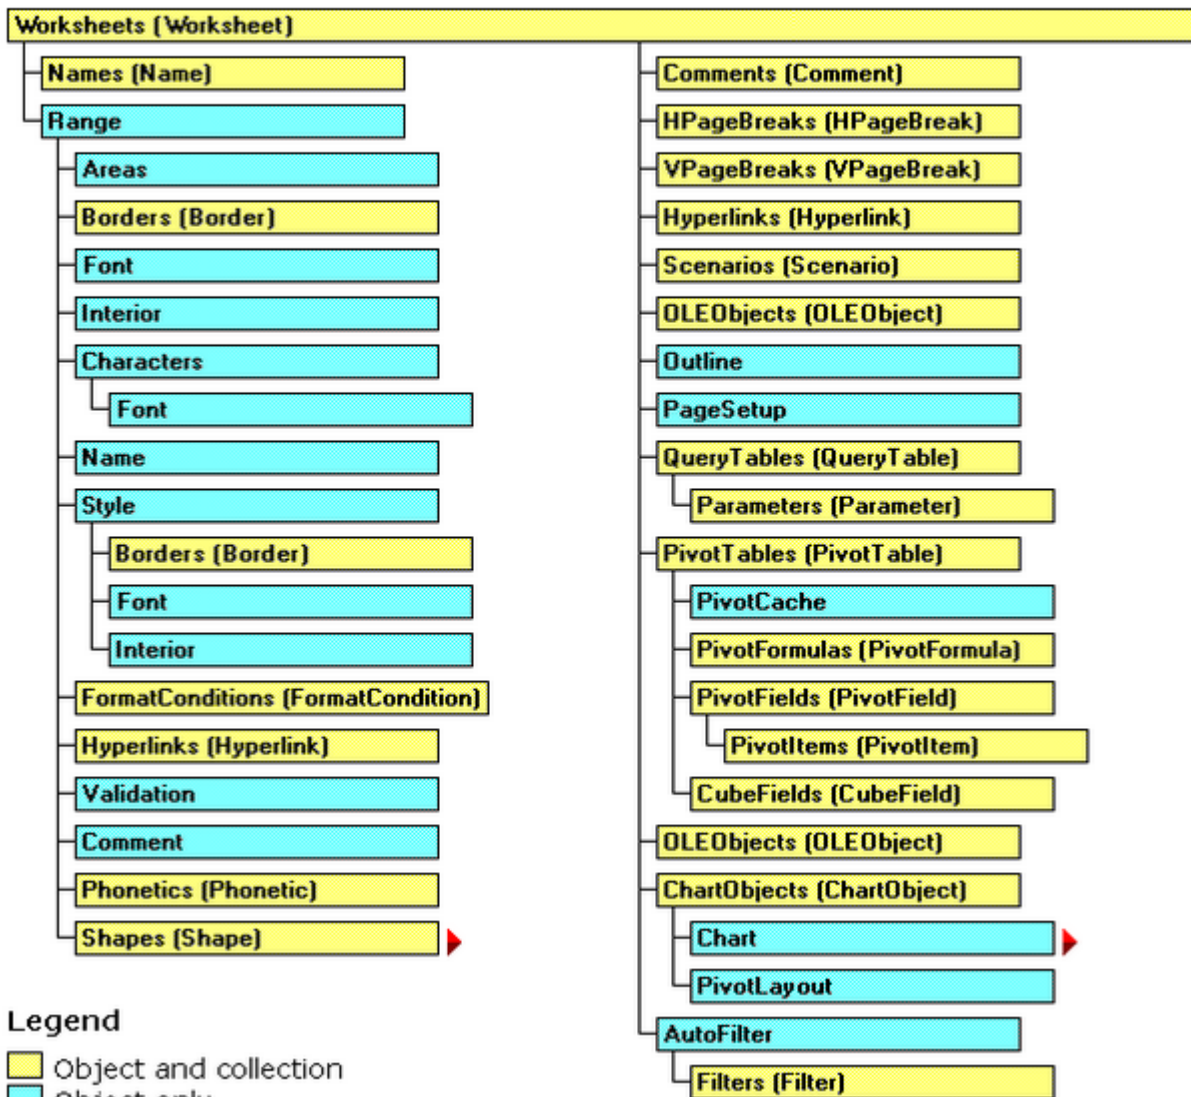 Worksheets (Worksheet)
Names (Name)
Range
Areas
Borders (Border)
Font
Interior
Characters
Font
Name
Style
Borders (Border)
Font
Interior
FormatConditions (FormatCondition)
Hyperlinks (Hyperlink)
Validation
Comment
Phonetics (Phonetic)
Shapes (Shape)
Comments (Comment)
HPageBreaks (HPageBreak)
VPageBreaks (VPageBreak)
Hyperlinks (Hyperlink)
Scenarios (Scenario)
OLEObjects (OLEObject)
Outline
PageSetup
QueryTables (QueryTable)
Parameters (Parameter)
PivotTables (PivotTable)
PivotCache
PivotFormulas (PivotFormula)
PivotFields (PivotField)
PivotItems (PivotItem)
CubeFields (CubeField)
OLEObjects (OLEObject)
ChartObjects (ChartObject)
Chart
PivotLayout
AutoFilter
Filters (Filter)
Legend
Object and collection
Object only